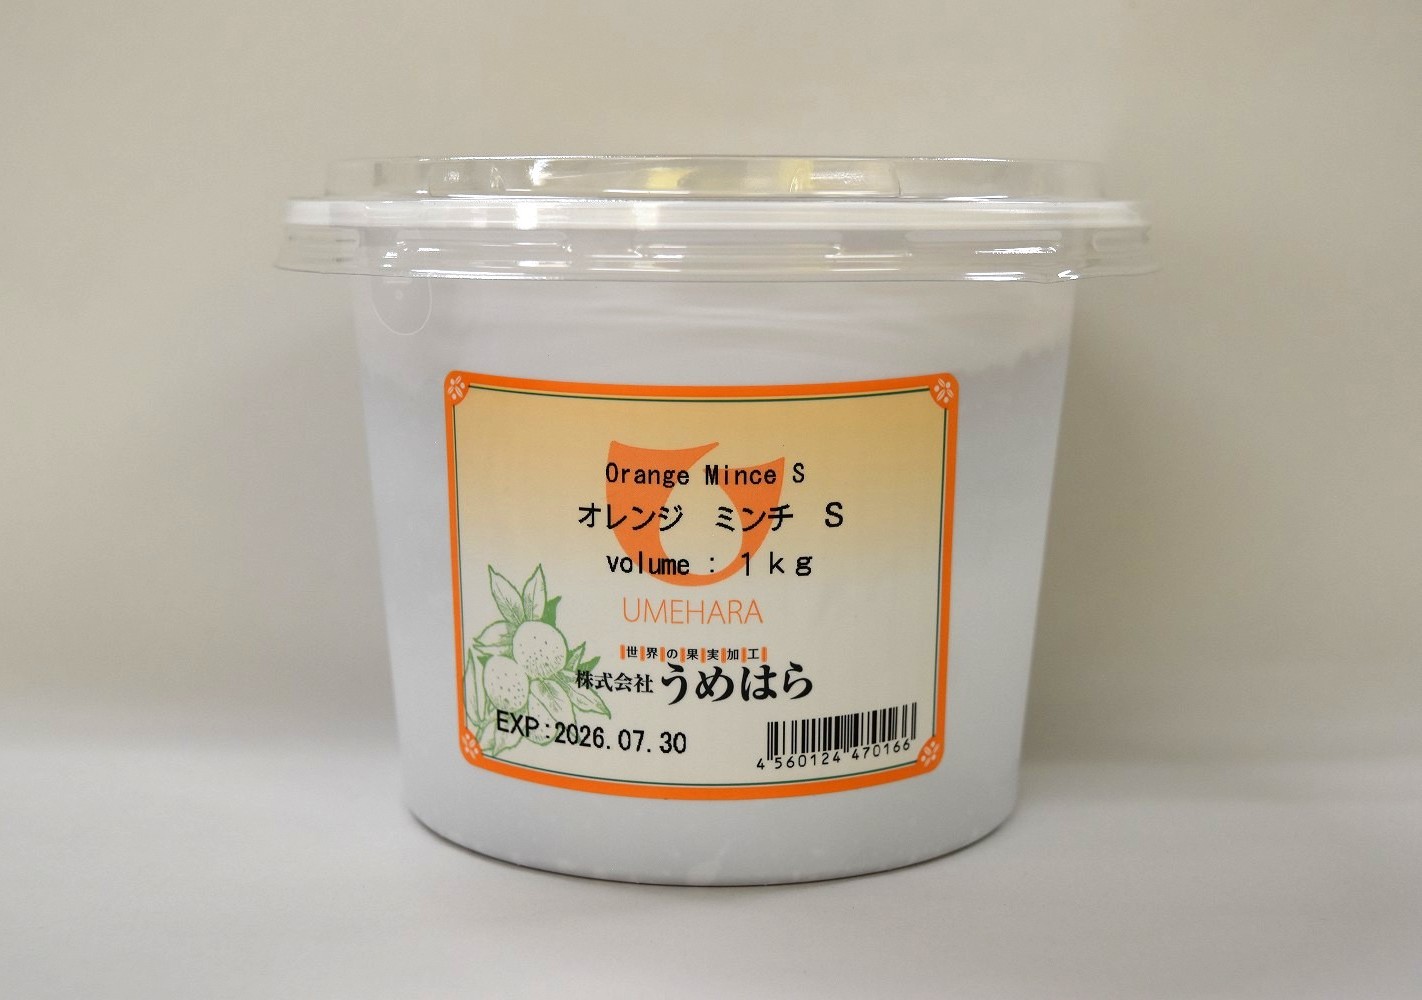 Orange Mince S
オレンジ ミンチ S
volume : 1kg
UMEHARA
世界の果実加工
株式会社 うめはら
EXP:2026.07.30
4 560124 470166